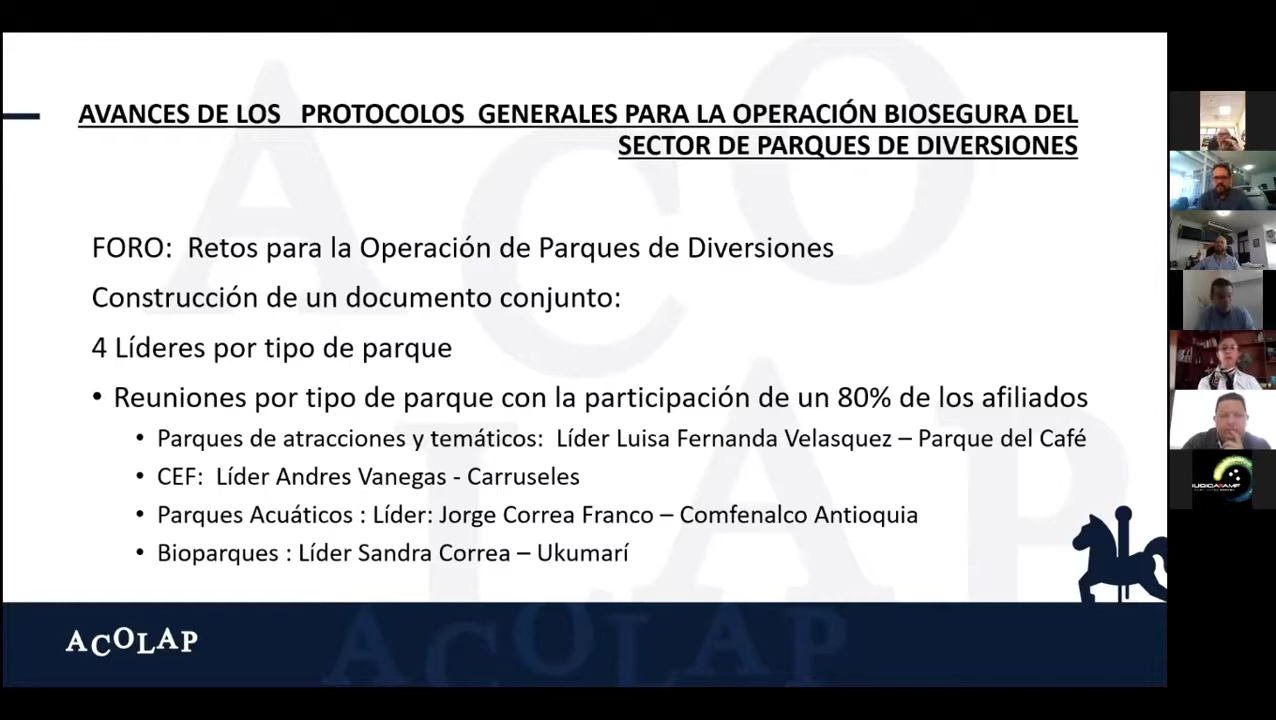 AVANCES DE LOS PROTOCOLOS GENERALES PARA LA OPERACIÓN BIOSEGURA DEL
SECTOR DE PARQUES DE DIVERSIONES
FORO: Retos para la Operación de Parques de Diversiones
Construcción de un documento conjunto:
4 Líderes por tipo de parque
• Reuniones por tipo de parque con la participación de un 80% de los afiliados
• Parques de atracciones y temáticos: Líder Luisa Fernanda Velasquez – Parque del Café
• CEF: Líder Andres Vanegas - Carruseles
• Parques Acuáticos : Líder: Jorge Correa Franco – Comfenalco Antioquia
• Bioparques : Líder Sandra Correa – Ukumarí
ACOLAP
ACOLAP
ACOLAP